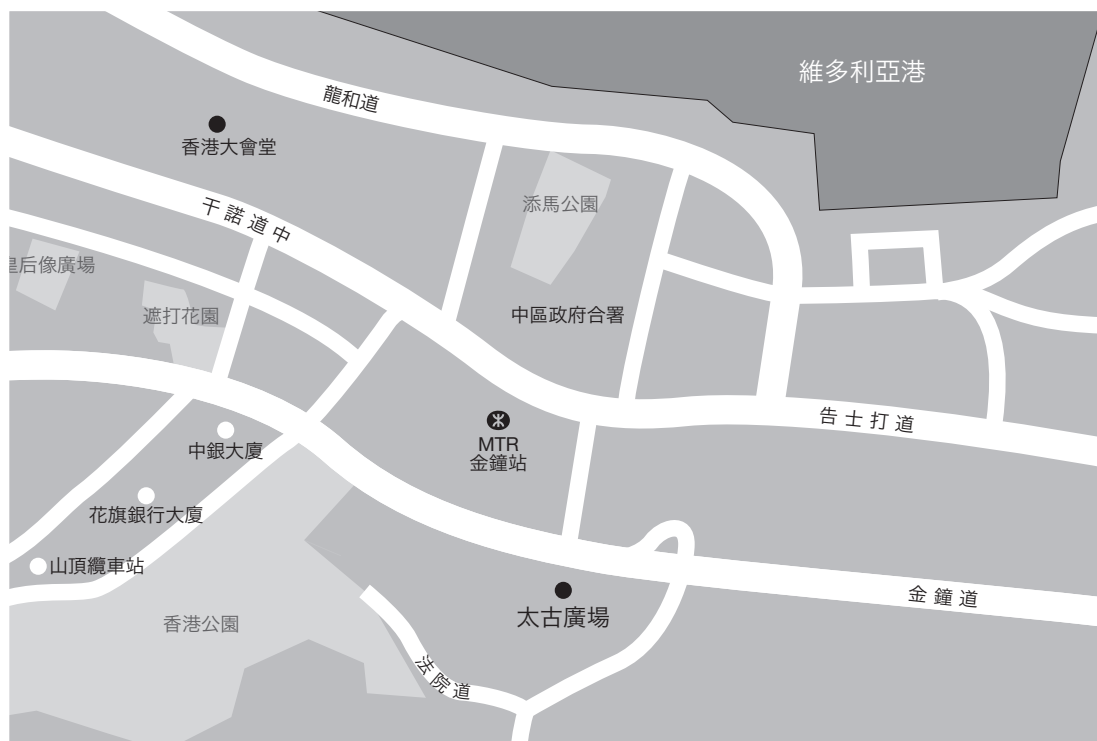 維多利亞港
龍和道
香港大會堂
添馬公園
干諾道中
皇后像廣場
遮打花園
中區政府合署
告士打道
MTR
金鐘站
中銀大廈
花旗銀行大廈
山頂纜車站
太古廣場
金鐘道
香港公園
法院道